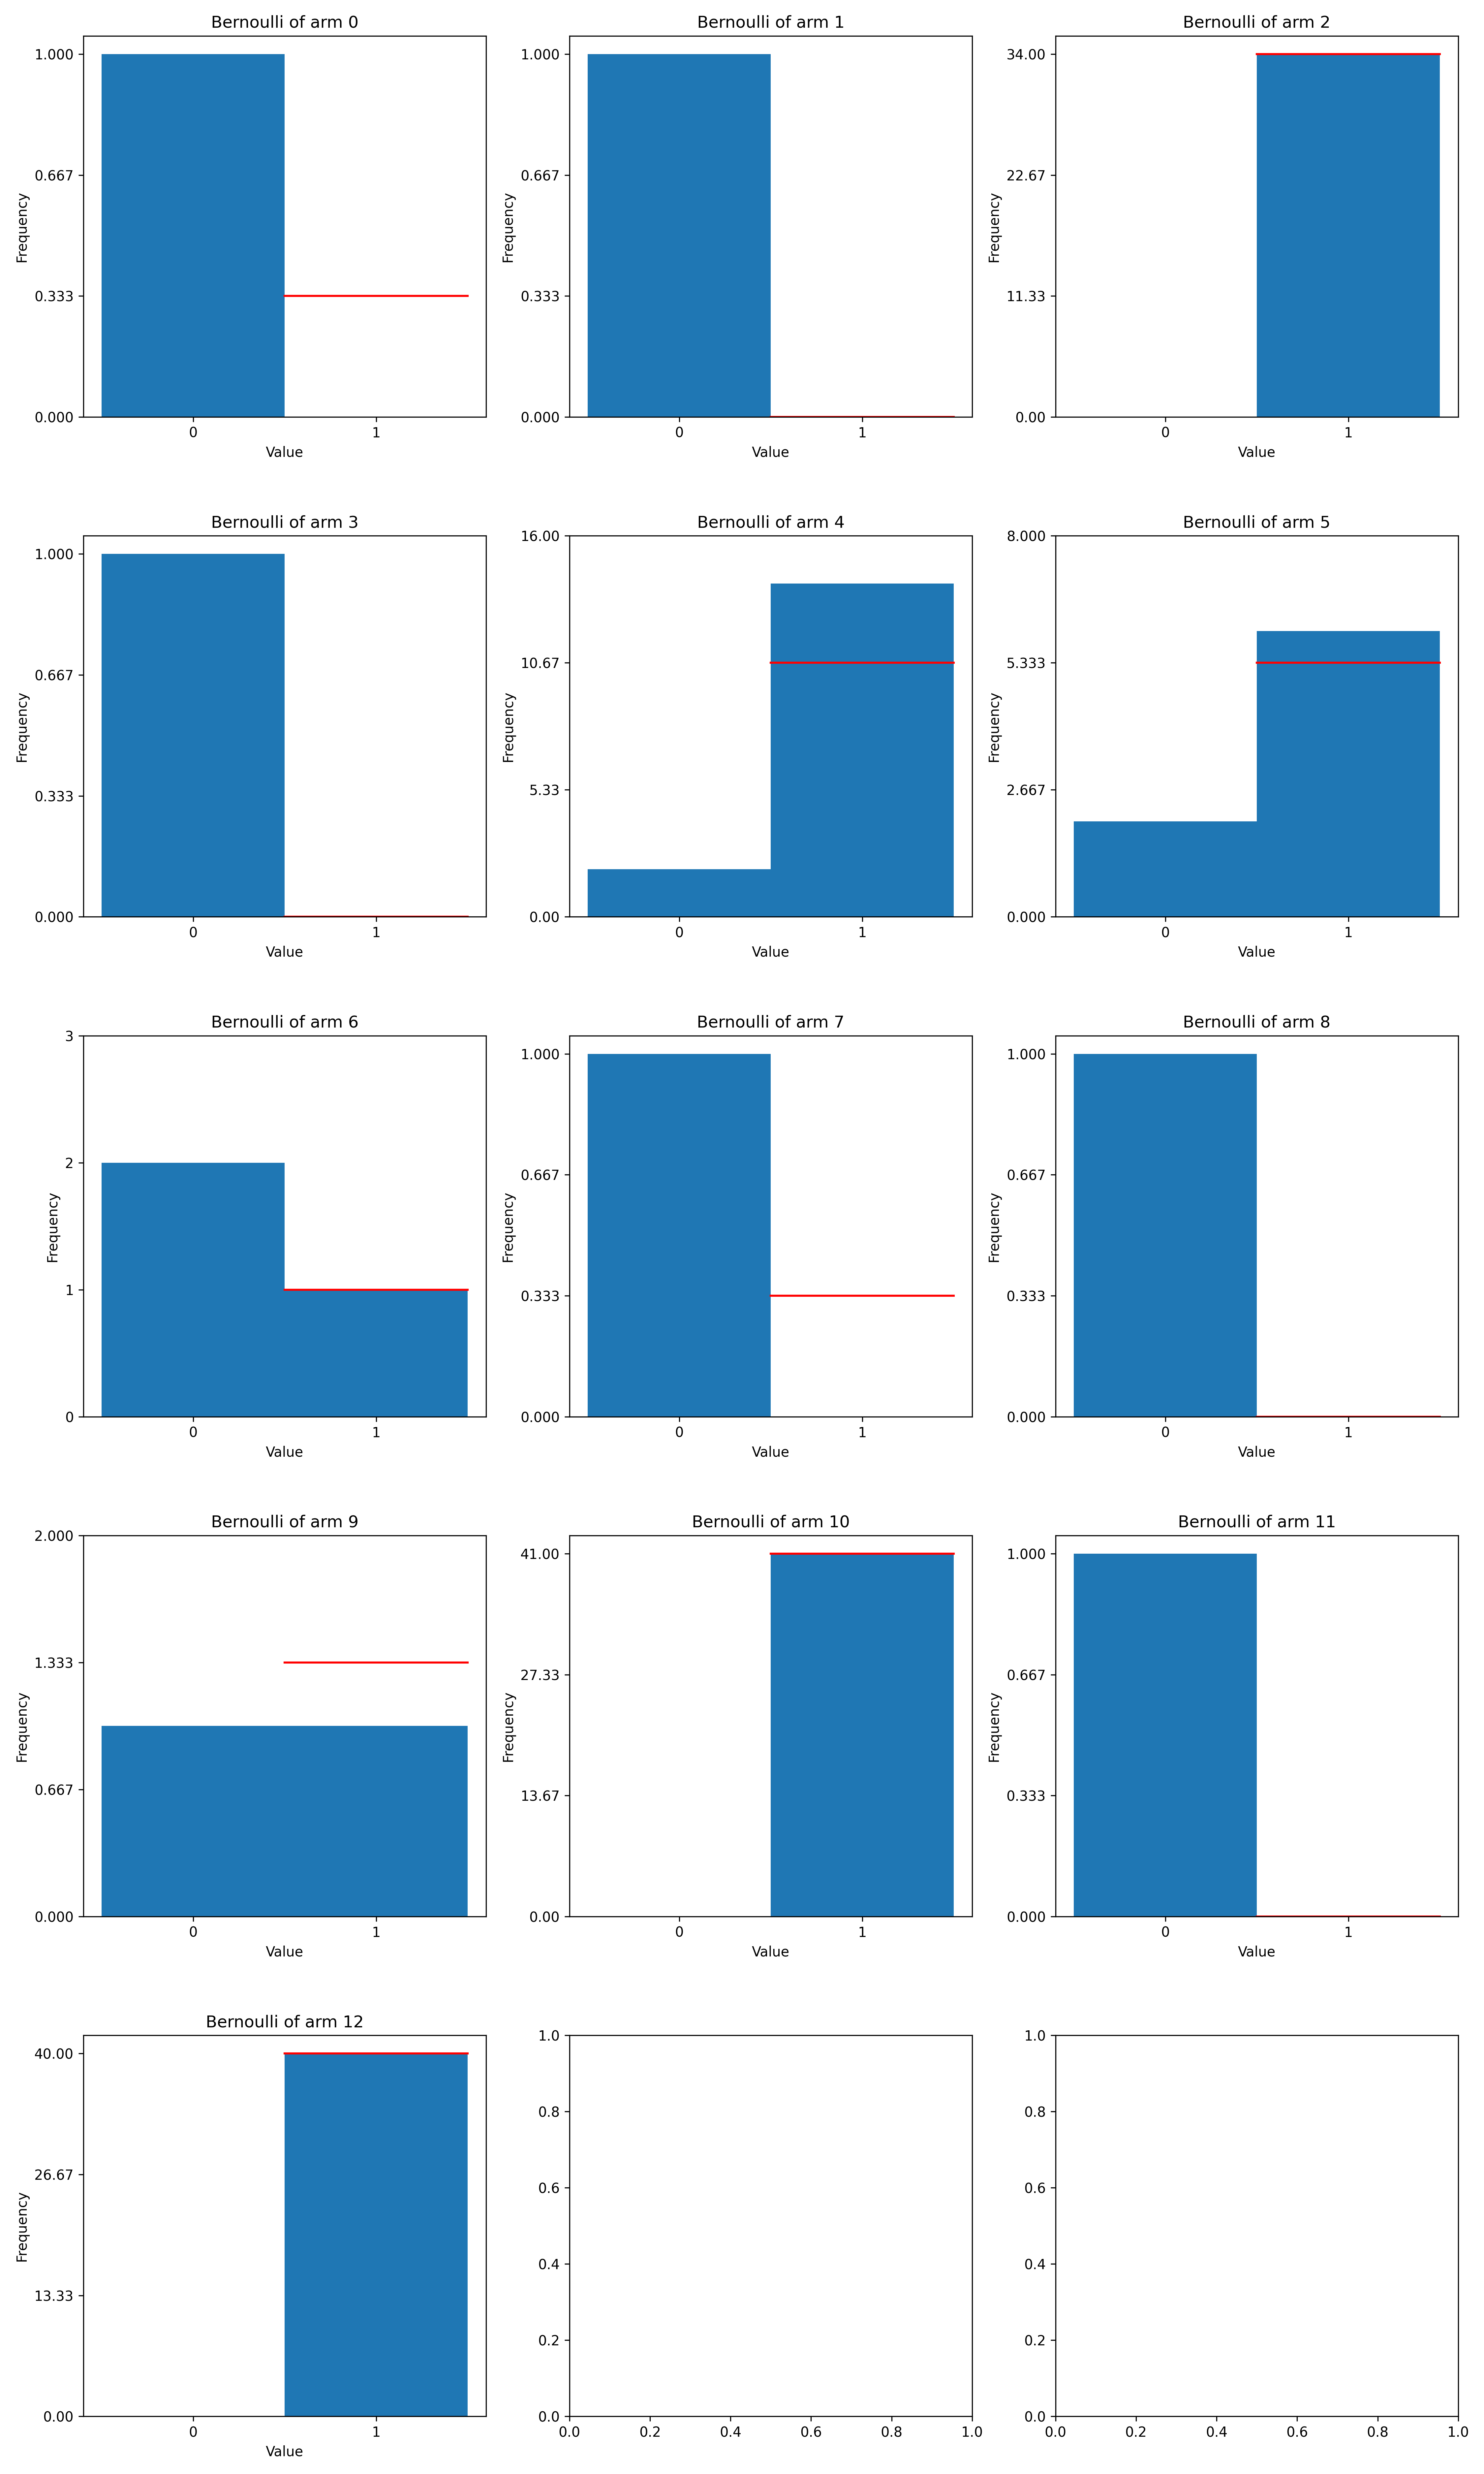 Bernoulli of arm 0
1.000
0.667
0.333
0.000
Frequency
0 1
Value
Bernoulli of arm 1
1.000
0.667
0.333
0.000
Frequency
0 1
Value
Bernoulli of arm 2
34.00
22.67
11.33
0.00
Frequency
0 1
Value
Bernoulli of arm 3
1.000
0.667
0.333
0.000
Frequency
0 1
Value
Bernoulli of arm 4
16.00
10.67
5.33
0.00
Frequency
0 1
Value
Bernoulli of arm 5
8.000
5.333
2.667
0.000
Frequency
0 1
Value
Bernoulli of arm 6
3
2
1
0
Frequency
0 1
Value
Bernoulli of arm 7
1.000
0.667
0.333
0.000
Frequency
0 1
Value
Bernoulli of arm 8
1.000
0.667
0.333
0.000
Frequency
0 1
Value
Bernoulli of arm 9
2.000
1.333
0.667
0.000
Frequency
0 1
Value
Bernoulli of arm 10
41.00
27.33
13.67
0.00
Frequency
0 1
Value
Bernoulli of arm 11
1.000
0.667
0.333
0.000
Frequency
0 1
Value
Bernoulli of arm 12
40.00
26.67
13.33
0.00
Frequency
0 1
Value
1.0
0.8
0.6
0.4
0.2
0.0
0.0 0.2 0.4 0.6 0.8 1.0
1.0
0.8
0.6
0.4
0.2
0.0
0.0 0.2 0.4 0.6 0.8 1.0